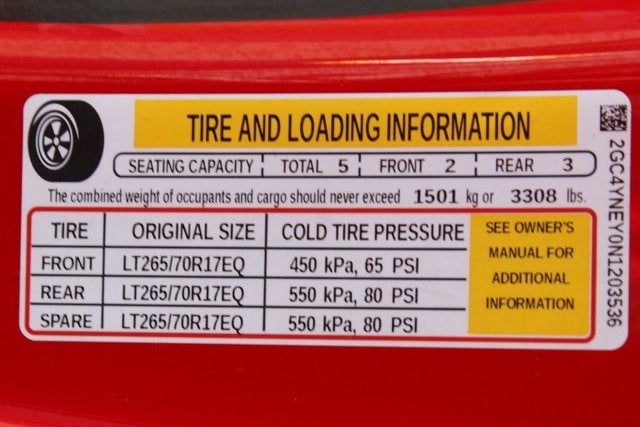 TIRE AND LOADING INFORMATION
SEATING CAPACITY TOTAL 5 FRONT 2 REAR 3
The combined weight of occupants and cargo should never exceed 1501 kg or 3308 lbs.
TIRE ORIGINAL SIZE COLD TIRE PRESSURE
FRONT LT265/70R17EQ 450 kPa, 65 PSI
REAR LT265/70R17EQ 550 kPa, 80 PSI
SPARE LT265/70R17EQ 550 kPa, 80 PSI
SEE OWNER'S
MANUAL FOR
ADDITIONAL
INFORMATION
2GC4YNEY0N1203536